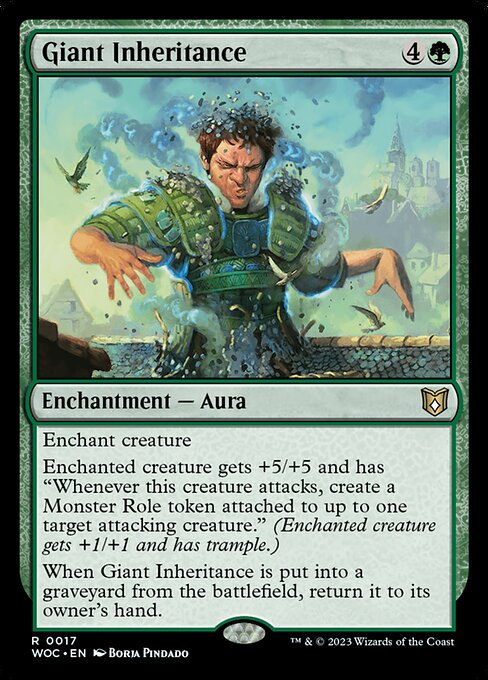 Giant Inheritance 4
Enchantment — Aura
Enchant creature
Enchanted creature gets +5/+5 and has
“Whenever this creature attacks, create a
Monster Role token attached to up to one
target attacking creature.” (Enchanted creature
gets +1/+1 and has trample.)
When Giant Inheritance is put into a
graveyard from the battlefield, return it to its
owner’s hand.
R 0017
™ & © 2023 Wizards of the Coast
WOC • EN Borja Pindado